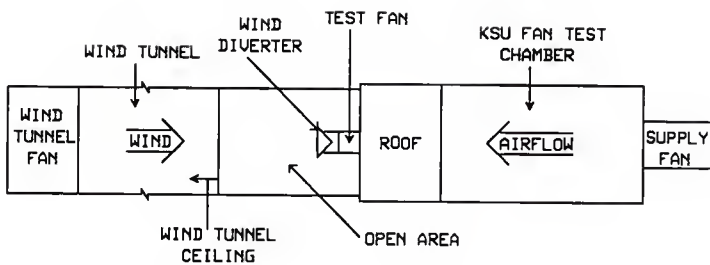 WIND TUNNEL
WIND
DIVERTER
TEST FAN
KSU FAN TEST
CHAMBER
WIND
TUNNEL
FAN
WIND
ROOF
AIRFLOW
SUPPLY
FAN
WIND TUNNEL
CEILING
OPEN AREA